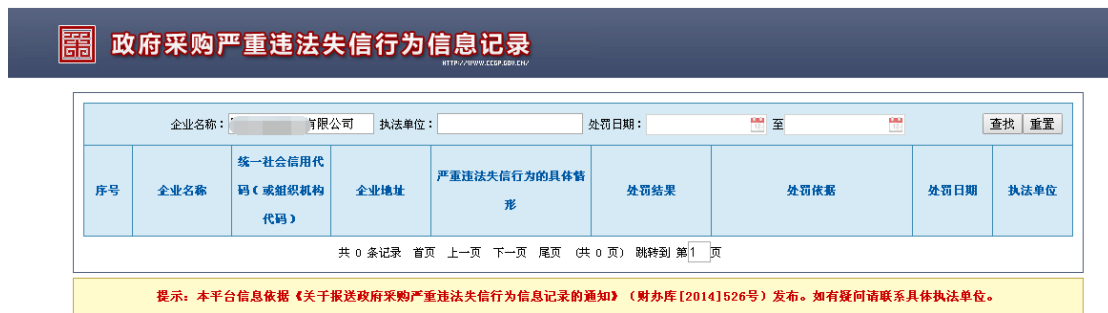 政府采购严重违法失信行为信息记录
HTTP://WWW.CCGP.GOV.CN/
企业名称： 有限公司 执法单位： 处罚日期： 至 查找 重置
序号 企业名称 统一社会信用代码（或组织机构代码） 企业地址 严重违法失信行为的具体情形 处罚结果 处罚依据 处罚日期 执法单位
共 0 条记录 首页 上一页 下一页 尾页 (共 0 页) 跳转到 第1 页
提示：本平台信息依据《关于报送政府采购严重违法失信行为信息记录的通知》（财办库[2014]526号）发布。如有疑问请联系具体执法单位。